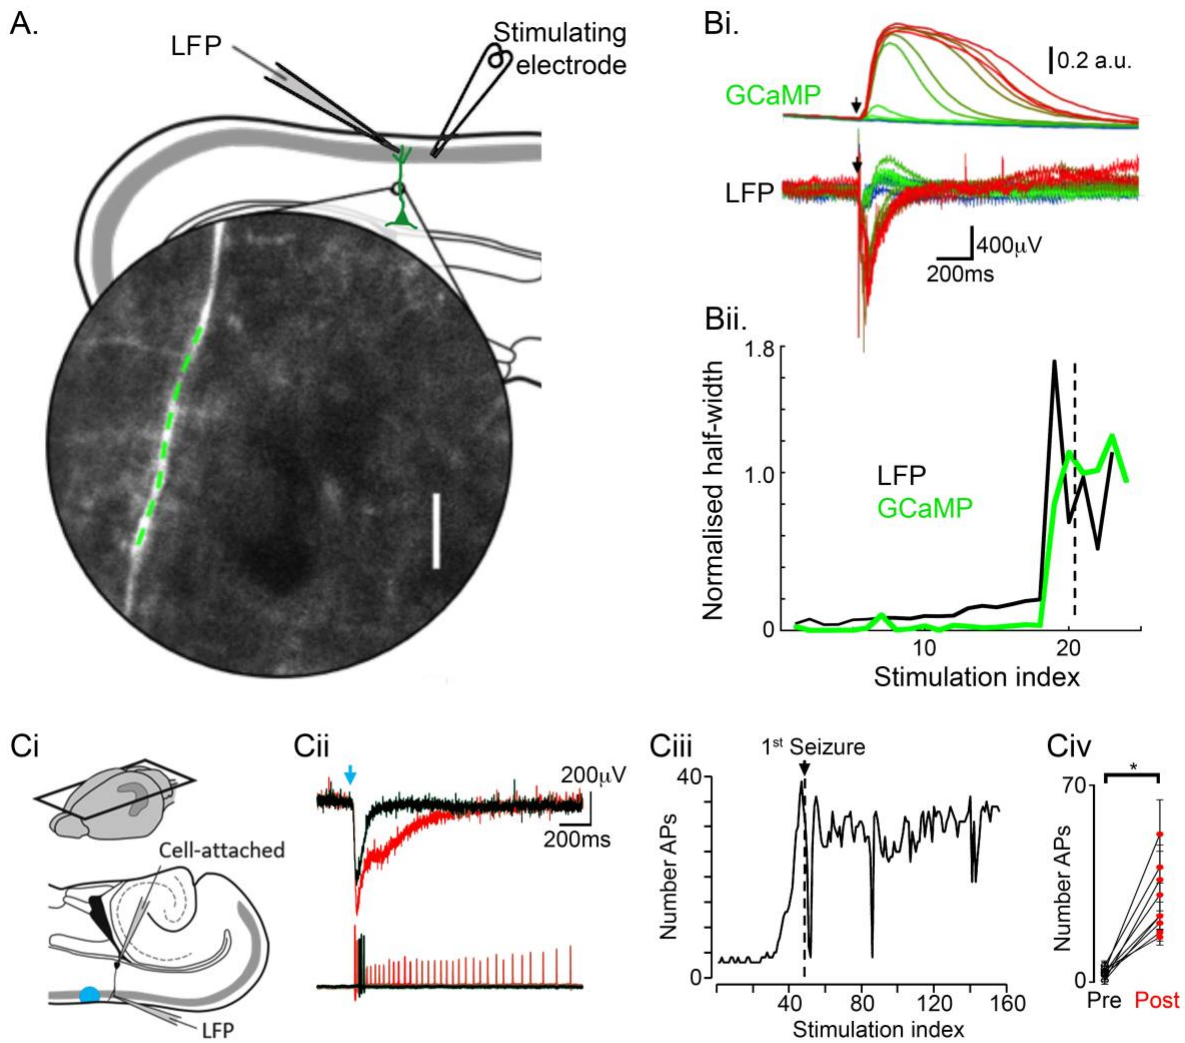 A.
LFP
Stimulating
electrode
Bi.
0.2 a.u.
GCaMP
LFP
400μV
200ms
Bii.
1.8
1.0
0
Normalised half-width
LFP
GCaMP
10
20
Stimulation index
Ci
Cell-attached
LFP
Cii
200μV
200ms
Ciii
1st Seizure
40
20
0
Number APs
40
80
120
160
Stimulation index
Civ
*
70
0
Number APs
Pre
Post